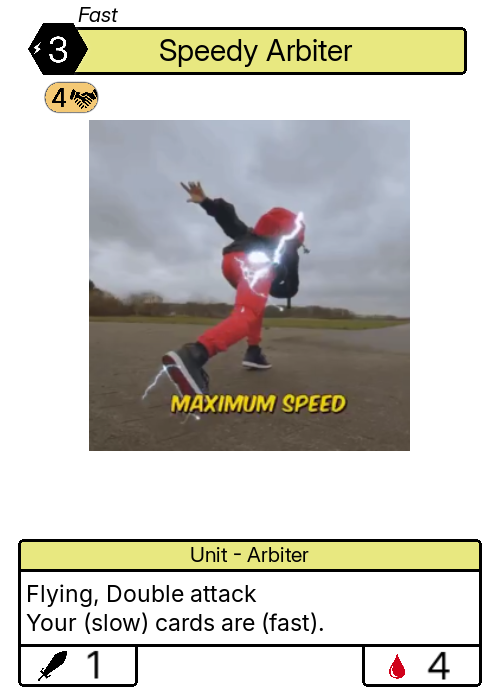 Fast
3
Speedy Arbiter
4
MAXIMUM SPEED
Unit - Arbiter
Flying, Double attack
Your (slow) cards are (fast).
1
4